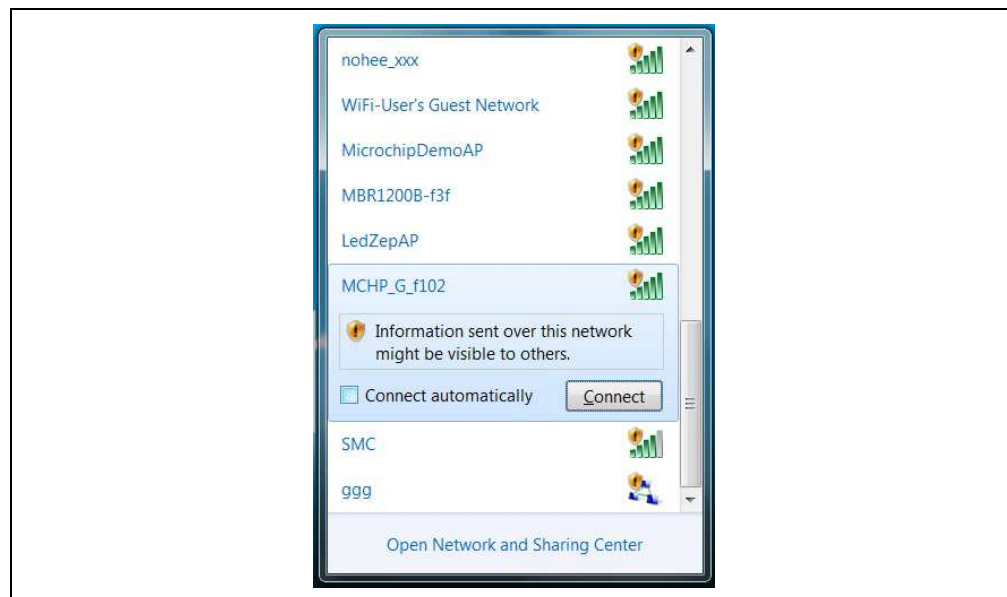 nohee_xxx
WiFi-User's Guest Network
MicrochipDemoAP
MBR1200B-f3f
LedZepAP
MCHP_G_f102
Information sent over this network
might be visible to others.
Connect automatically Connect
SMC
ggg
Open Network and Sharing Center